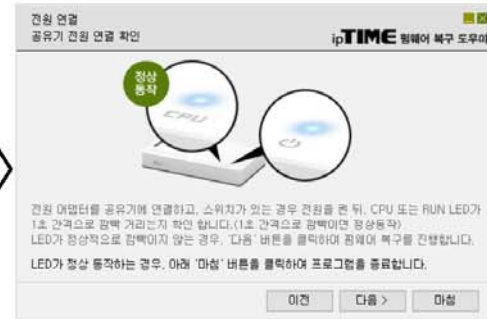 전원 연결
공유기 전원 연결 확인
ipTIME 펌웨어 복구 도우미
정상
동작
CPU
전원 어댑터를 공유기에 연결하고, 스위치가 있는 경우 전원을 켠 뒤, CPU 또는 RUN LED가
1초 간격으로 깜빡 거리는지 확인 합니다.(1초 간격으로 깜빡이면 정상동작)
LED가 정상적으로 깜빡이지 않는 경우, '다음' 버튼을 클릭하여 펌웨어 복구를 진행합니다.
LED가 정상 동작하는 경우, 아래 '마침' 버튼을 클릭하여 프로그램을 종료합니다.
이전
다음 >
마침